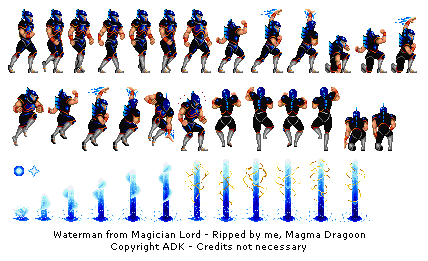 Waterman from Magician Lord - Ripped by me, Magma Dragoon
Copyright ADK - Credits not necessary